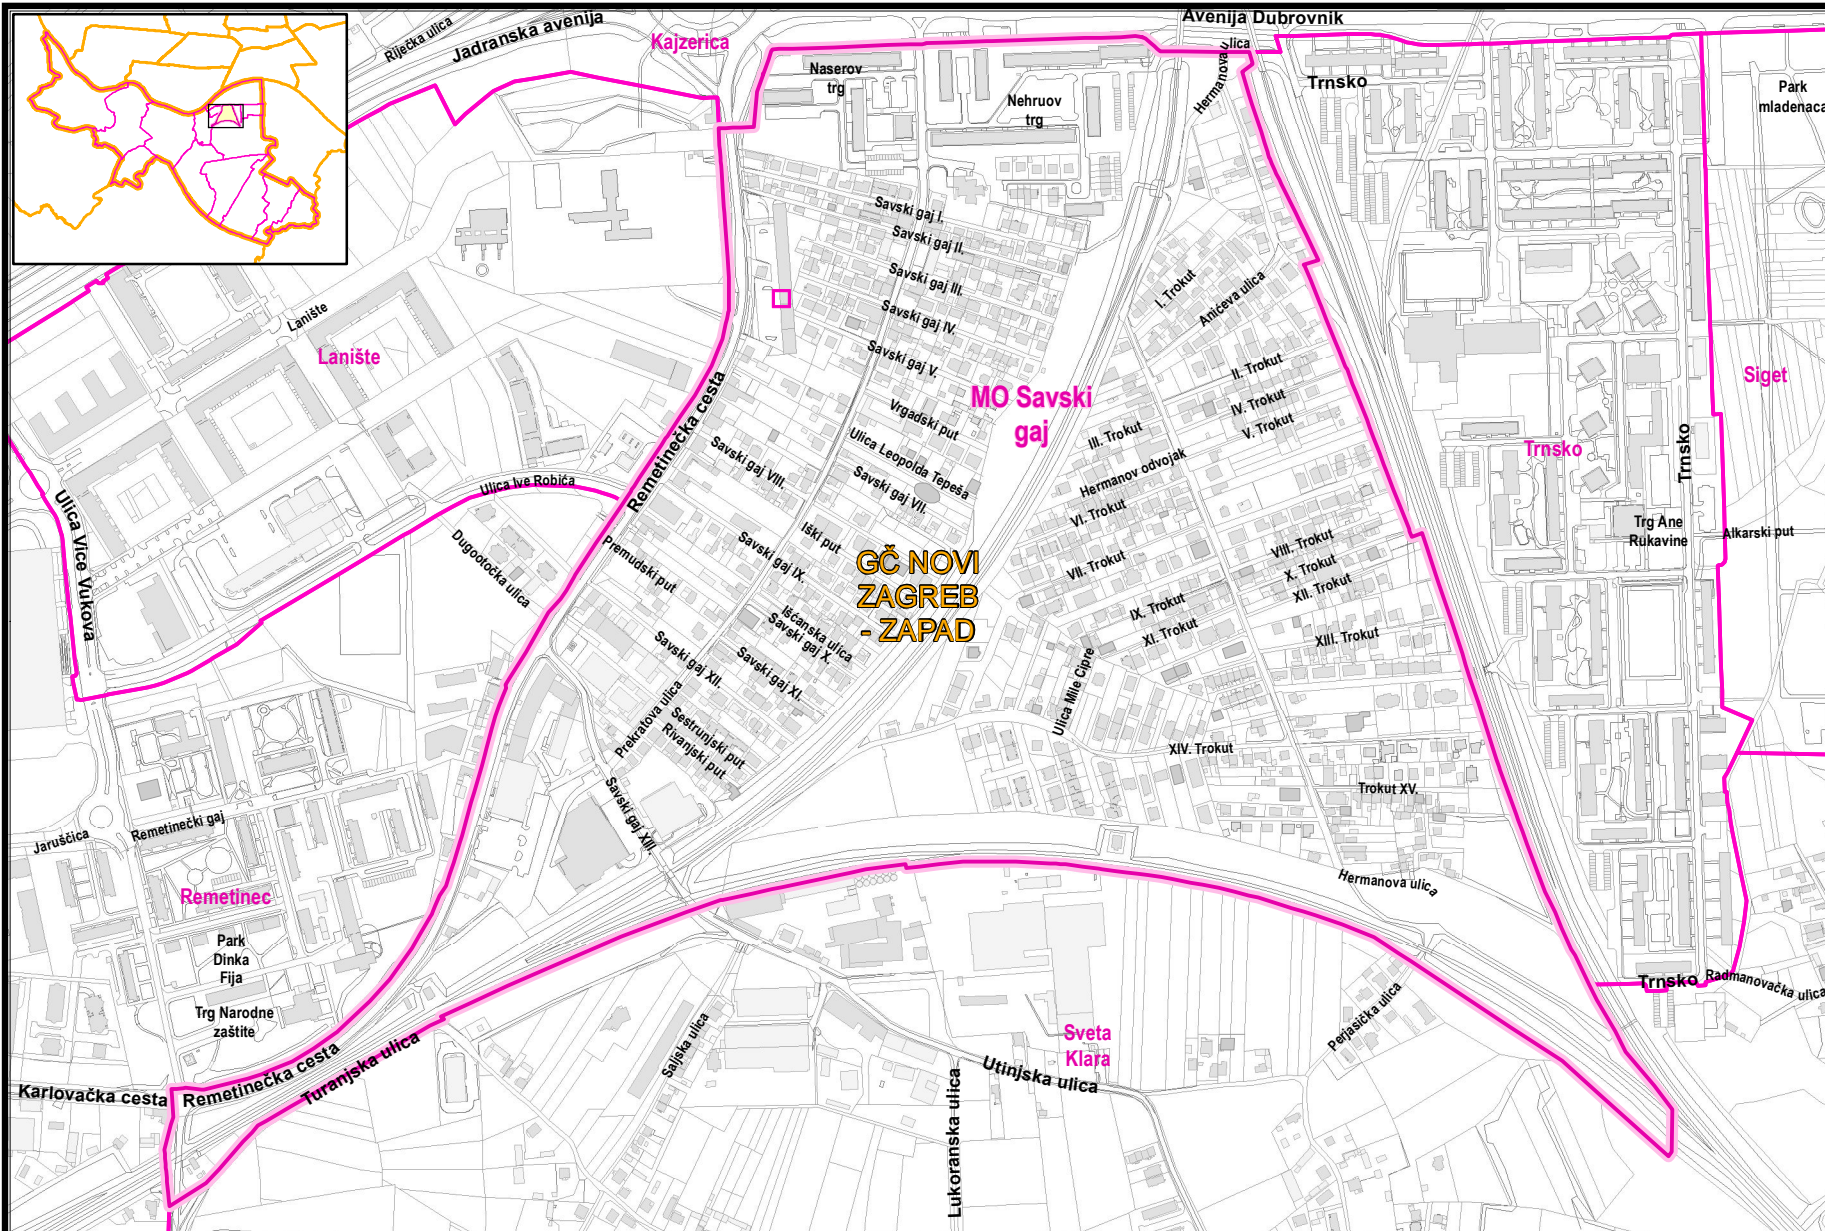 Avenija Dubrovnik
Riječka ulica
Jadranska avenija
Kajzerica
Hermanova ulica
Naserov
trg
Nehruov
trg
Trnsko
Park
mladenaca
Savski gaj I.
Savski gaj II.
Savski gaj III.
Savski gaj IV.
Savski gaj V.
I. Trokut
Anićeva ulica
Lanište
Lanište
II. Trokut
IV. Trokut
V. Trokut
III. Trokut
Siget
MO Savski
gaj
Vrgadski put
Ulica Leopolda Tepeša
Savski gaj VII.
Savski gaj VIII.
Remetinečka cesta
Hermanov odvojak
VI. Trokut
VII. Trokut
Trnsko
Trnsko
Ulica Ive Robića
Ulica Vice Vukova
Dugootočka ulica
Premudski put
Iški put
Savski gaj IX.
GČ NOVI
ZAGREB
- ZAPAD
VIII. Trokut
X. Trokut
XII. Trokut
Trg Ane
Rukavine
Alkarski put
IX. Trokut
XI. Trokut
XIII. Trokut
Išćanska ulica
Savski gaj X.
Savski gaj XI.
Savski gaj XII.
Prekratova ulica
Sestrunjski put
Rivanjski put
Ulica Mile Cipre
XIV. Trokut
Trokut XV.
Savski gaj XIII.
Jaruščica
Remetinečki gaj
Remetinec
Hermanova ulica
Park
Dinka
Fija
Trg Narodne
zaštite
Trnsko
Radmanovačka ulica
Perjasička ulica
Sveta
Klara
Saljska ulica
Utinjska ulica
Lukoranska ulica
Karlovačka cesta
Remetinečka cesta
Turanjska ulica